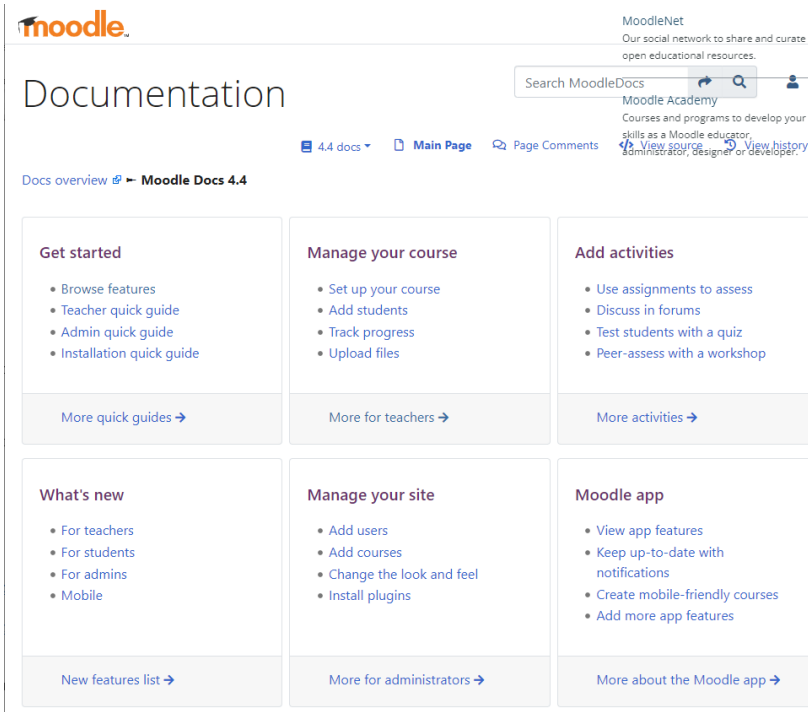 moodle
MoodleNet
Our social network to share and curate
open educational resources.
Documentation
Search MoodleDocs
Moodle Academy
Courses and programs to develop your
skills as a Moodle educator,
administrator, designer or developer.
4.4 docs
Main Page
Page Comments
View source
View history
Docs overview
Moodle Docs 4.4
Get started
Browse features
Teacher quick guide
Admin quick guide
Installation quick guide
More quick guides
Manage your course
Set up your course
Add students
Track progress
Upload files
More for teachers
Add activities
Use assignments to assess
Discuss in forums
Test students with a quiz
Peer-assess with a workshop
More activities
What's new
For teachers
For students
For admins
Mobile
New features list
Manage your site
Add users
Add courses
Change the look and feel
Install plugins
More for administrators
Moodle app
View app features
Keep up-to-date with
notifications
Create mobile-friendly courses
Add more app features
More about the Moodle app